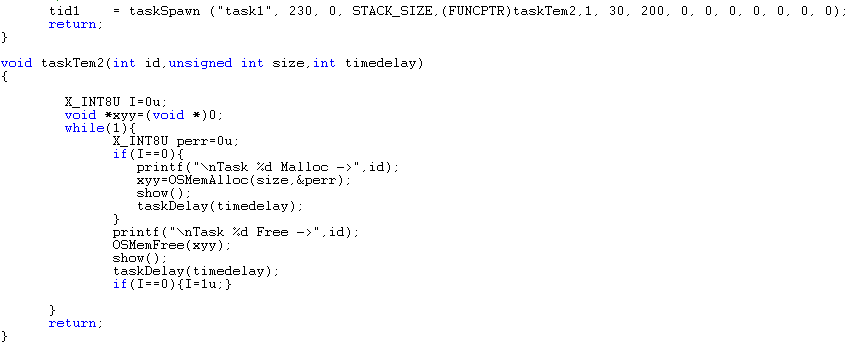 tid1    = taskSpawn ("task1", 230, 0, STACK_SIZE,(FUNCPTR)taskTem2,1, 30, 200, 0, 0, 0, 0, 0, 0, 0);
return;
}
void taskTem2(int id,unsigned int size,int timedelay)
{
X_INT8U I=0u;
void *xyy=(void *)0;
while(1){
X_INT8U perr=0u;
if(I==0){
printf("\nTask %d Malloc ->",id);
xyy=OSMemAlloc(size,&perr);
show();
taskDelay(timedelay);
}
printf("\nTask %d Free ->",id);
OSMemFree(xyy);
show();
taskDelay(timedelay);
if(I==0){I=1u;}
}
return;
}